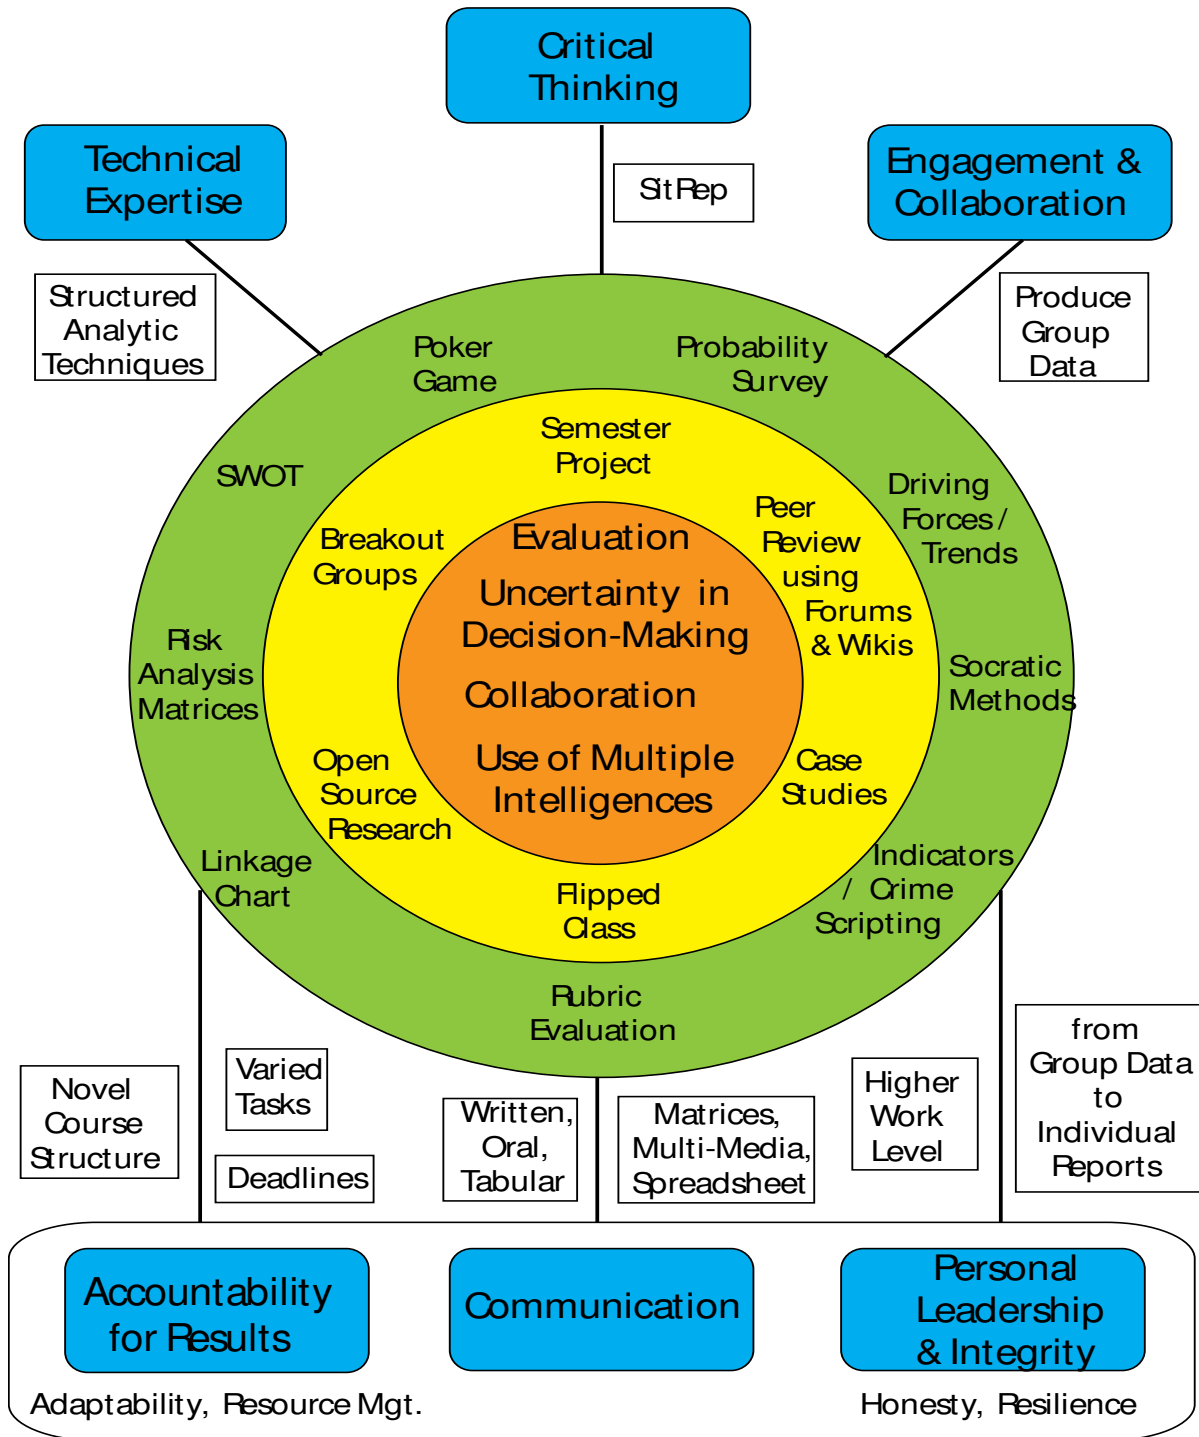 Critical
Thinking
Technical
Expertise
Engagement &
Collaboration
SitRep
Structured
Analytic
Techniques
Produce
Group
Data
Poker
Game
Probability
Survey
SWOT
Driving
Forces/
Trends
Risk
Analysis
Matrices
Socratic
Methods
Linkage
Chart
Indicators
/ Crime
Scripting
Rubric
Evaluation
Semester
Project
Breakout
Groups
Peer
Review
using
Forums
& Wikis
Open
Source
Research
Case
Studies
Flipped
Class
Evaluation
Uncertainty in
Decision-Making
Collaboration
Use of Multiple
Intelligences
Novel
Course
Structure
Varied
Tasks
Deadlines
Written,
Oral,
Tabular
Matrices,
Multi-Media,
Spreadsheet
Higher
Work
Level
from
Group Data
to
Individual
Reports
Accountability
for Results
Communication
Personal
Leadership
& Integrity
Adaptability, Resource Mgt.
Honesty, Resilience